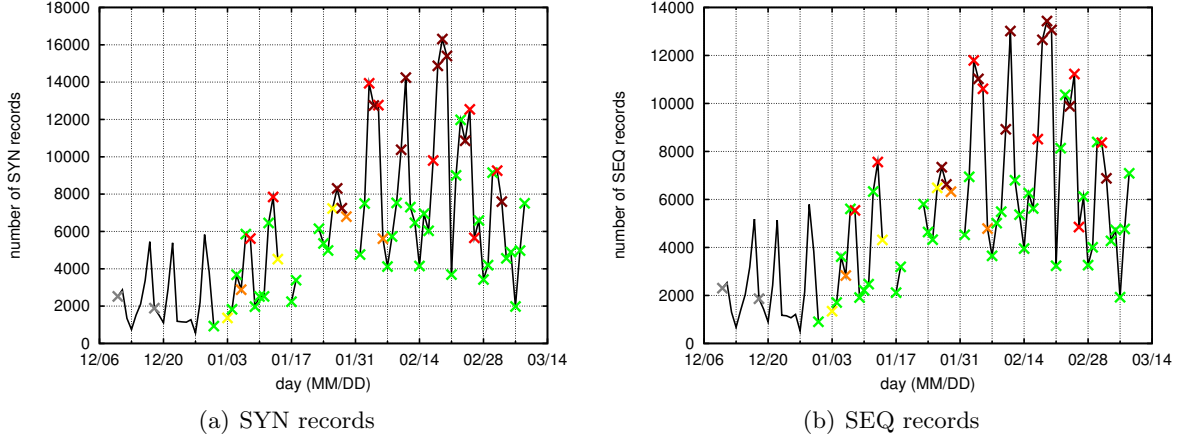 18000
16000
14000
12000
10000
8000
6000
4000
2000
0
number of SYN records
12/06 12/20 01/03 01/17 01/31 02/14 02/28 03/14
day (MM/DD)
(a) SYN records
14000
12000
10000
8000
6000
4000
2000
0
number of SEQ records
12/06 12/20 01/03 01/17 01/31 02/14 02/28 03/14
day (MM/DD)
(b) SEQ records